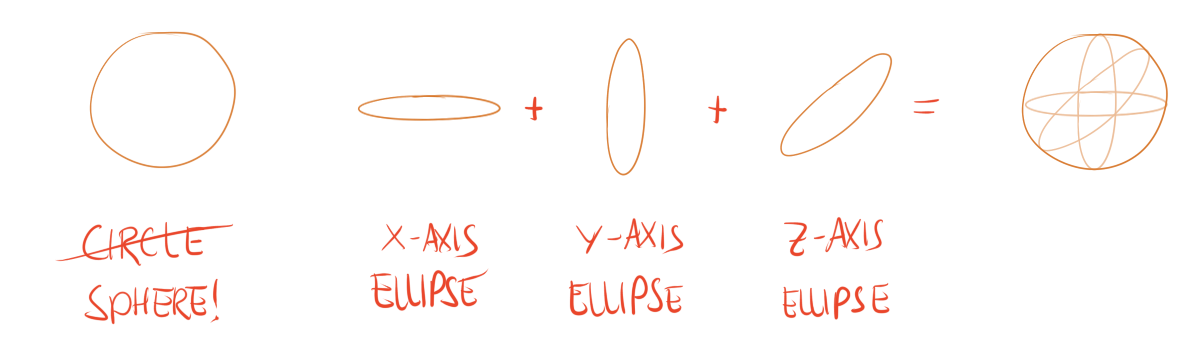 + + =
CIRCLE
SPHERE!
X-AXIS
ELLIPSE
Y-AXIS
ELLIPSE
Z-AXIS
ELLIPSE